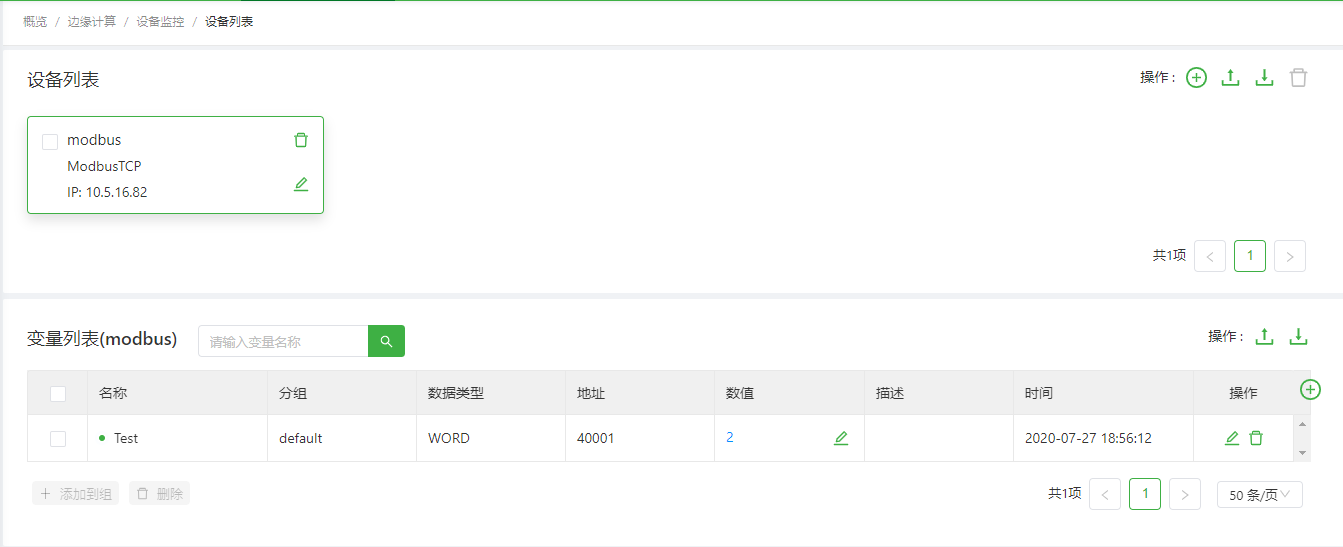 概览 / 边缘计算 / 设备监控 / 设备列表
设备列表
操作 :
modbus
ModbusTCP
IP: 10.5.16.82
共1项 < 1 >
变量列表(modbus) 请输入变量名称
操作 :
名称 分组 数据类型 地址 数值 描述 时间 操作
Test default WORD 40001 2 2020-07-27 18:56:12
+ 添加到组 删除
共1项 < 1 > 50 条/页